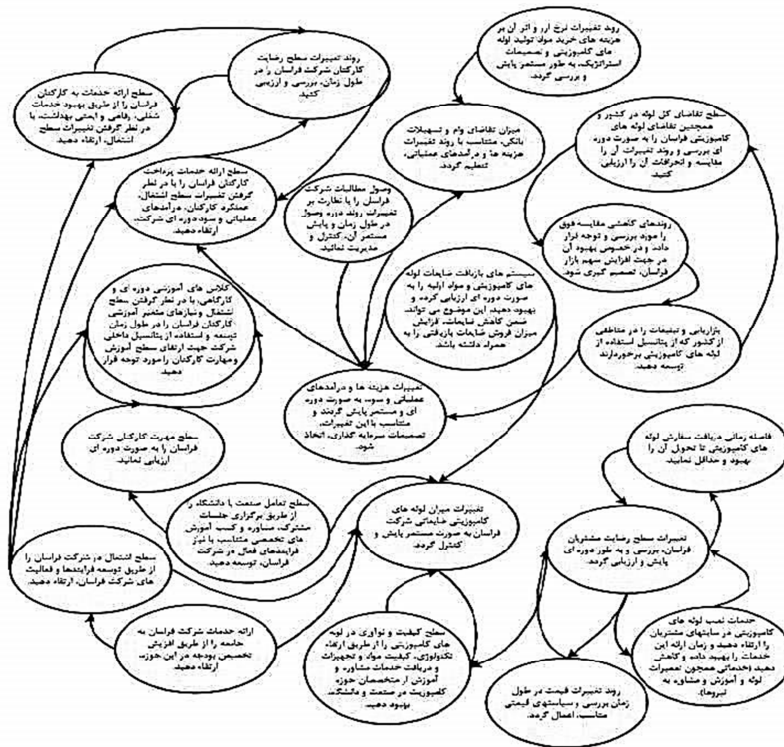 روند تغییرات نرخ ارز و اثر آن بر
هزینه های خرید مواد تولید لوله
های کامپوزیتی و تصمیمات
استراتژیک، به طور مستمر پایش
و بررسی گردد.
روند تغییرات سطح رضایت
کارکنان شرکت فراسان را در
طول زمان، بررسی و ارزیابی
کنید
سطح ارائه خدمات به کارکنان
فراسان را از طریق بهبود خدمات
شغلی، رفاهی و ایمنی بهداشت، با
در نظر گرفتن تغییرات سطح
اشتغال، ارتقاء دهید.
میزان تقاضای وام و تسهیلات
بانکی، متناسب با روند تغییرات
هزینه ها و درآمدهای عملیاتی،
تنظیم گردد.
سطح تقاضای کل لوله در کشور و
همچنین تقاضای لوله های
کامپوزیتی فراسان را به صورت دوره
ای بررسی و روند تغییرات آن را
مقایسه و انحرافات آن را ارزیابی
کنید.
سطح ارائه خدمات پرداخت
کارکنان فراسان را با در نظر
گرفتن تغییرات سطح اشتغال،
عملکرد کارکنان، درآمدهای
عملیاتی و سود دوره ای شرکت،
ارتقاء دهید.
وصول مطالبات شرکت
فراسان را با نظارت بر
تغییرات روند دوره وصول
در طول زمان و پایش
مستمر آن، کنترل و
مدیریت نمائید.
روندهای کاهشی مقایسه فوق
را مورد بررسی و توجه قرار
داده و در خصوص بهبود آن
در جهت افزایش سهم بازار
فراسان، تصمیم گیری شود.
سیستم های بازیافت ضایعات لوله
های کامپوزیتی و مواد اولیه را به
صورت دوره ای ارزیابی کرده و
بهبود دهید، این موضوع می تواند،
ضمن کاهش ضایعات، افزایش
میزان فروش ضایعات بازیافتی را به
همراه داشته باشد.
کلاس های آموزشی دوره ای و
کارگاهی، با در نظر گرفتن سطح
اشتغال و نیازهای متغیر آموزشی
کارکنان فراسان را در طول زمان
توسعه و استفاده از پتانسیل داخلی
شرکت جهت ارتقای سطح آموزش
ومهارت کارکنان را مورد توجه قرار
دهید
بازاریابی و تبلیغات را در مناطقی
از کشور که از پتانسیل استفاده از
لوله های کامپوزیتی برخوردارند
توسعه دهید.
تغییرات هزینه ها و درآمدهای
عملیاتی و سود، به صورت دوره
ای و مستمر پایش گردند و
متناسب با این تغییرات،
تصمیمات سرمایه گذاری، اتخاذ
شود.
سطح مهارت کارکنان شرکت
فراسان را به صورت دوره ای
ارزیابی نمائید.
فاصله زمانی دریافت سفارش لوله
های کامپوزیتی تا تحویل آن را
بهبود و حداقل نمایید.
سطح تعامل صنعت با دانشگاه را
از طریق برگزاری جلسات
مشترک، مشاوره و کسب آموزش
های تخصصی متناسب با نیاز
فرایندهای فعال در شرکت
فراسان، توسعه دهید.
تغییرات میزان لوله های
کامپوزیتی ضایعاتی شرکت
فراسان به صورت مستمر پایش و
کنترل گردد.
تغییرات سطح رضایت مشتریان
فراسان، بررسی و به طور دوره ای
پایش و ارزیابی گردد.
سطح اشتغال در شرکت فراسان را
از طریق توسعه فرایندها و فعالیت
های شرکت فراسان، ارتقاء دهید.
ارائه خدمات شرکت فراسان به
جامعه را از طریق افزایش
تخصیص بودجه در این حوزه،
ارتقاء دهید.
سطح کیفیت و نوآوری در لوله
های کامپوزیتی را از طریق ارتقاء
تکنولوژی، کیفیت مواد و تجهیزات
و دریافت خدمات مشاوره و
آموزش از متخصصان حوزه
کامپوزیت در صنعت و دانشگاه،
بهبود دهید.
خدمات نصب لوله های
کامپوزیتی در سایتهای مشتریان
را ارتقاء دهید و زمان ارائه این
خدمات را بهبود داده و کاهش
دهید (خدماتی همچون تعمیرات
لوله و آموزش و مشاوره به
نیروها).
روند تغییرات قیمت در طول
زمان بررسی و سیاستهای قیمتی
متناسب، اعمال گردد.